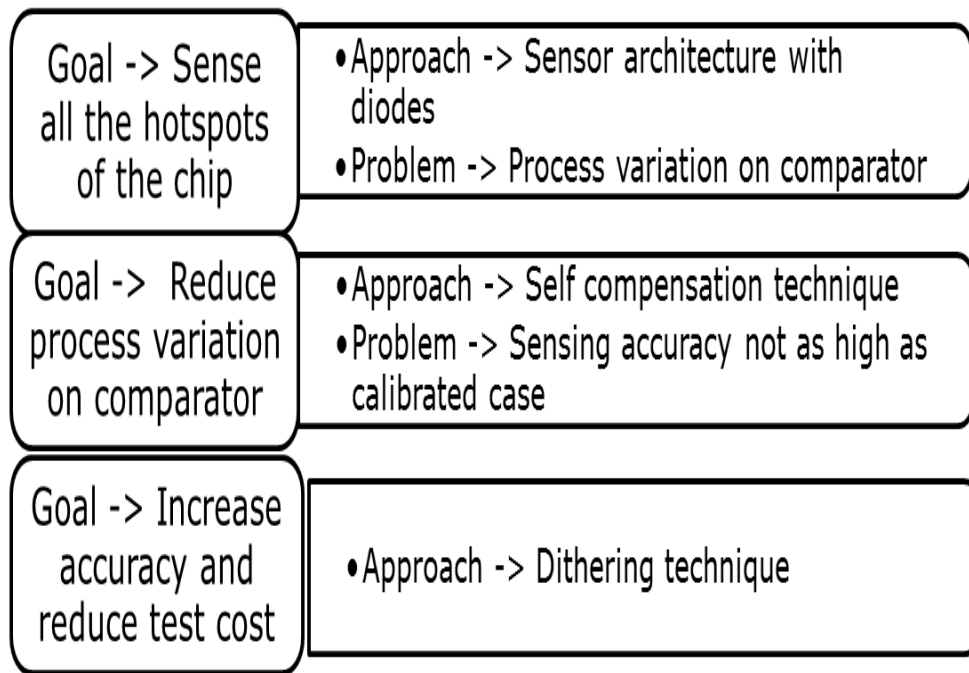 Goal -> Sense
all the hotspots
of the chip
•Approach -> Sensor architecture with
diodes
•Problem -> Process variation on comparator
Goal -> Reduce
process variation
on comparator
•Approach -> Self compensation technique
•Problem -> Sensing accuracy not as high as
calibrated case
Goal -> Increase
accuracy and
reduce test cost
•Approach -> Dithering technique